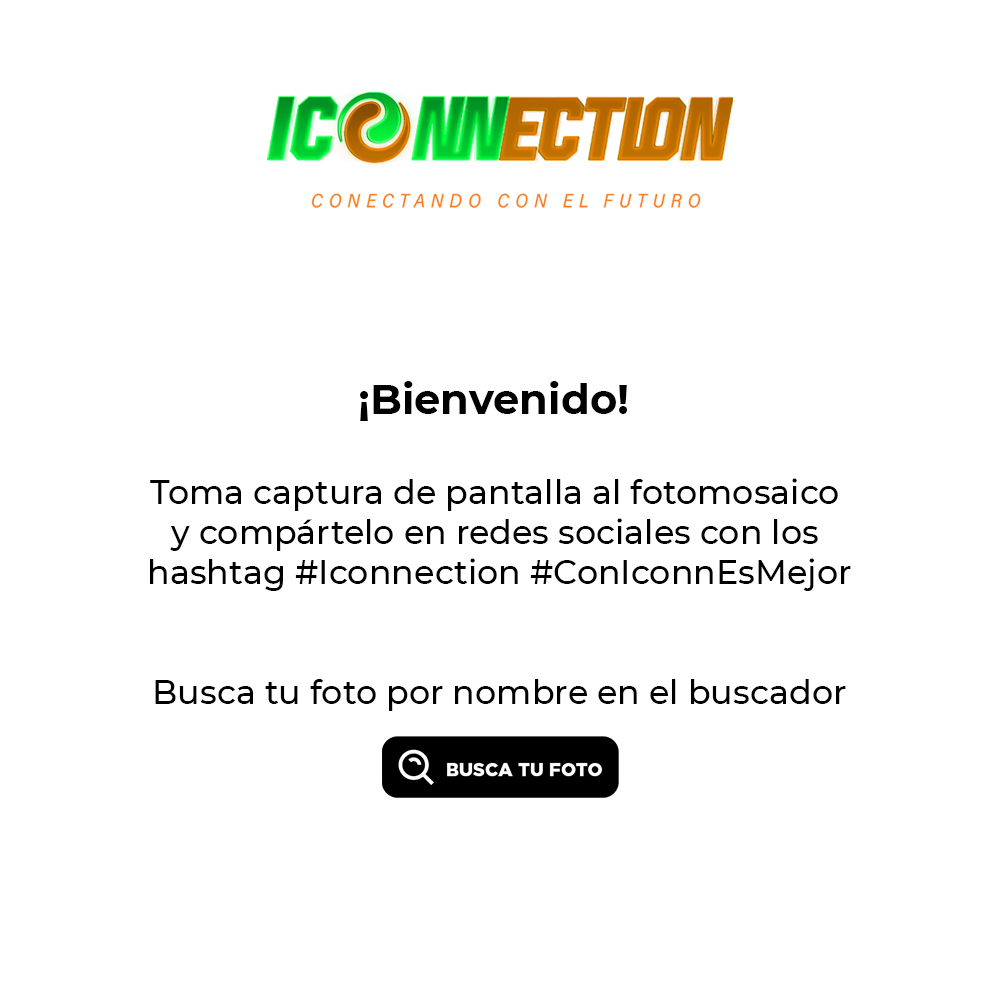 ICONNECTION
CONECTANDO CON EL FUTURO
¡Bienvenido!
Toma captura de pantalla al fotomosaico
y compártelo en redes sociales con los
hashtag #Iconnection #ConIconnEsMejor
Busca tu foto por nombre en el buscador
BUSCA TU FOTO